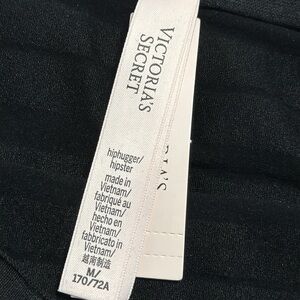 VICTORIA'S
SECRET
hiphugger/
hipster
made in
Vietnam/
fabriqué au
Vietnam/
hecho en
Vietnam/
fabbricato in
Vietnam/
越南制造
M/
170/72A